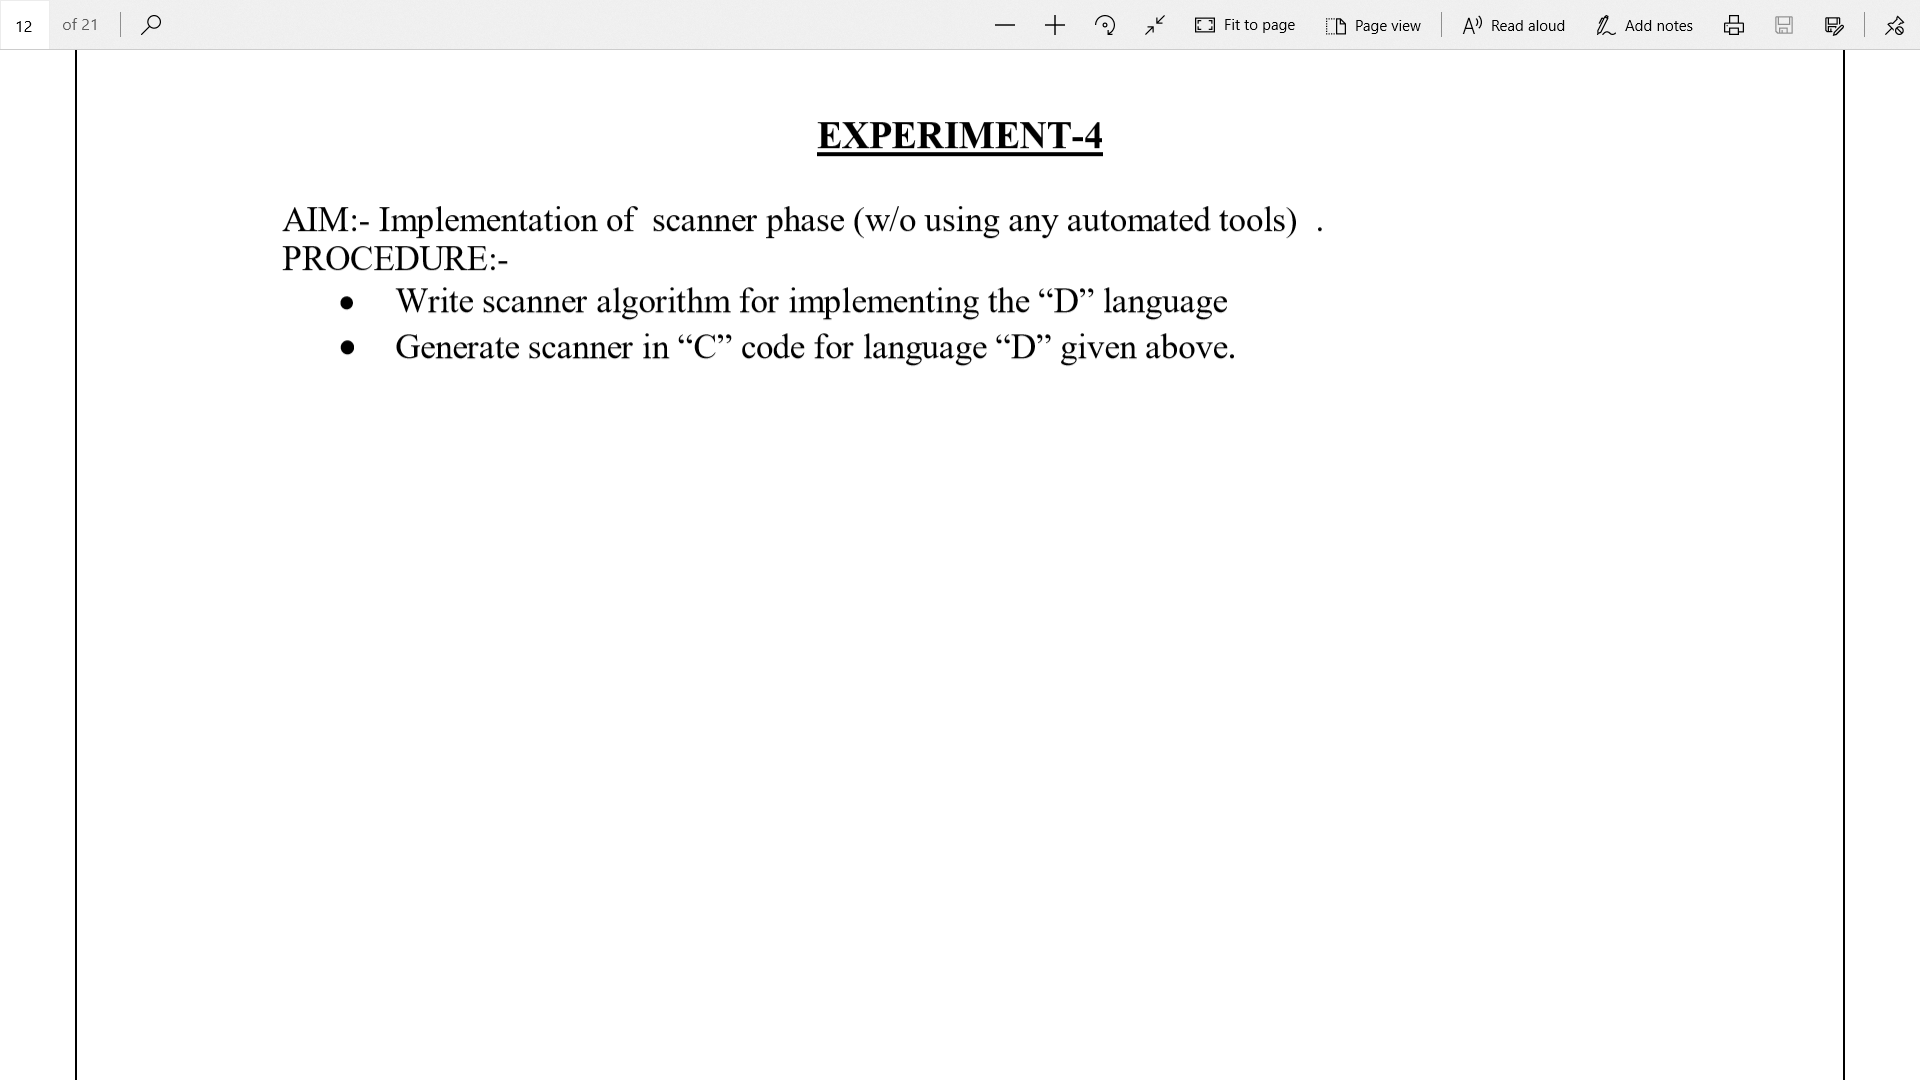 12 of 21 Fit to page Page view Read aloud Add notes
EXPERIMENT-4
AIM:- Implementation of scanner phase (w/o using any automated tools) .
PROCEDURE:-
• Write scanner algorithm for implementing the “D” language
• Generate scanner in “C” code for language “D” given above.